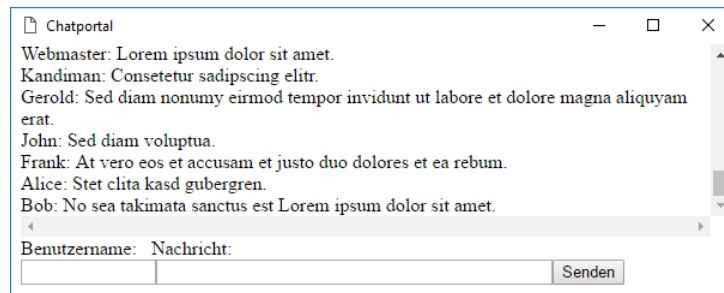 Chatportal
Webmaster: Lorem ipsum dolor sit amet.
Kandiman: Consetetur sadipscing elitr.
Gerold: Sed diam nonumy eirmod tempor invidunt ut labore et dolore magna aliquyam
erat.
John: Sed diam voluptua.
Frank: At vero eos et accusam et justo duo dolores et ea rebum.
Alice: Stet clita kasd gubergren.
Bob: No sea takimata sanctus est Lorem ipsum dolor sit amet.
Benutzername: Nachricht:
Senden